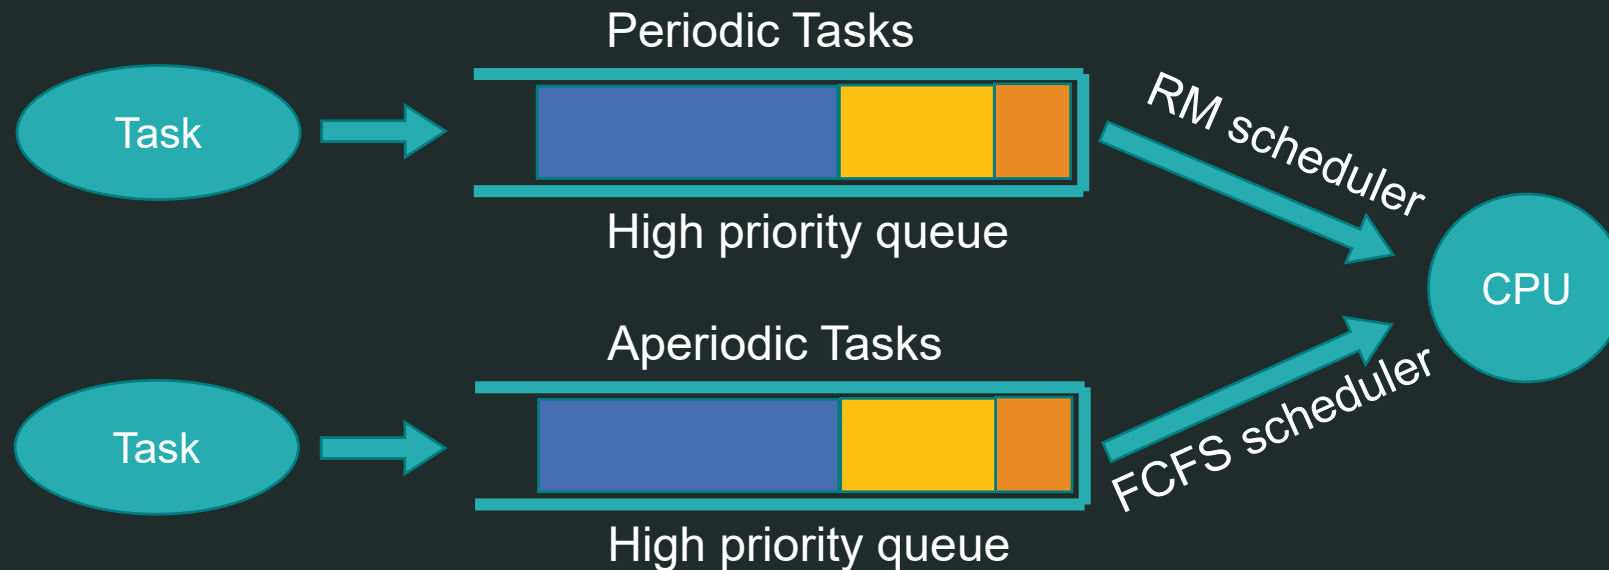 Periodic Tasks
Task
RM scheduler
High priority queue
CPU
Aperiodic Tasks
Task
FCFS scheduler
High priority queue